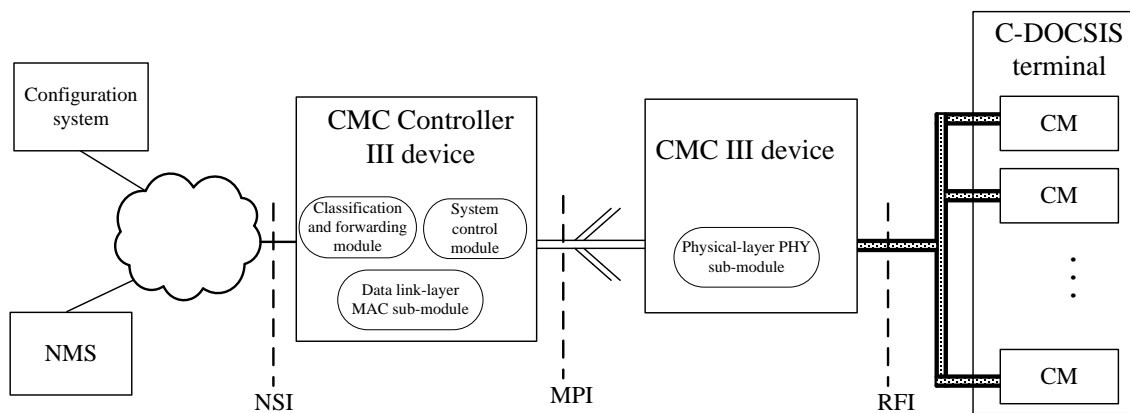 Configuration
system
NMS
NSI
CMC Controller
III device
Classification
and forwarding
module
System
control
module
Data link-layer
MAC sub-module
MPI
CMC III device
Physical-layer PHY
sub-module
RFI
C-DOCSIS
terminal
CM
CM
CM